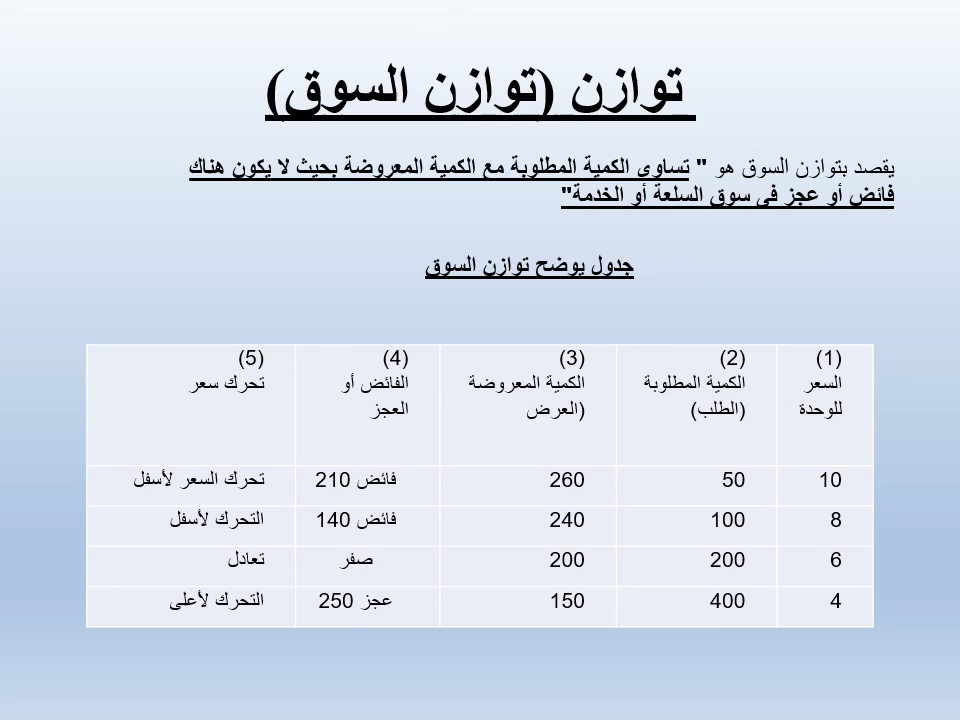 توازن (توازن السوق)
يقصد بتوازن السوق هو " تساوى الكمية المطلوبة مع الكمية المعروضة بحيث لا يكون هناك
فائض أو عجز فى سوق السلعة أو الخدمة"
جدول يوضح توازن السوق
(1) (2) (3) (4) (5)
السعر الكمية المطلوبة الكمية المعروضة الفائض أو تحرك سعر
للوحدة (الطلب) (العرض العجز
10 50 260 فائض 210 تحرك السعر لأسفل
8 100 240 فائض 140 التحرك لأسفل
6 200 200 صفر تعادل
4 400 150 عجز 250 التحرك لأعلى